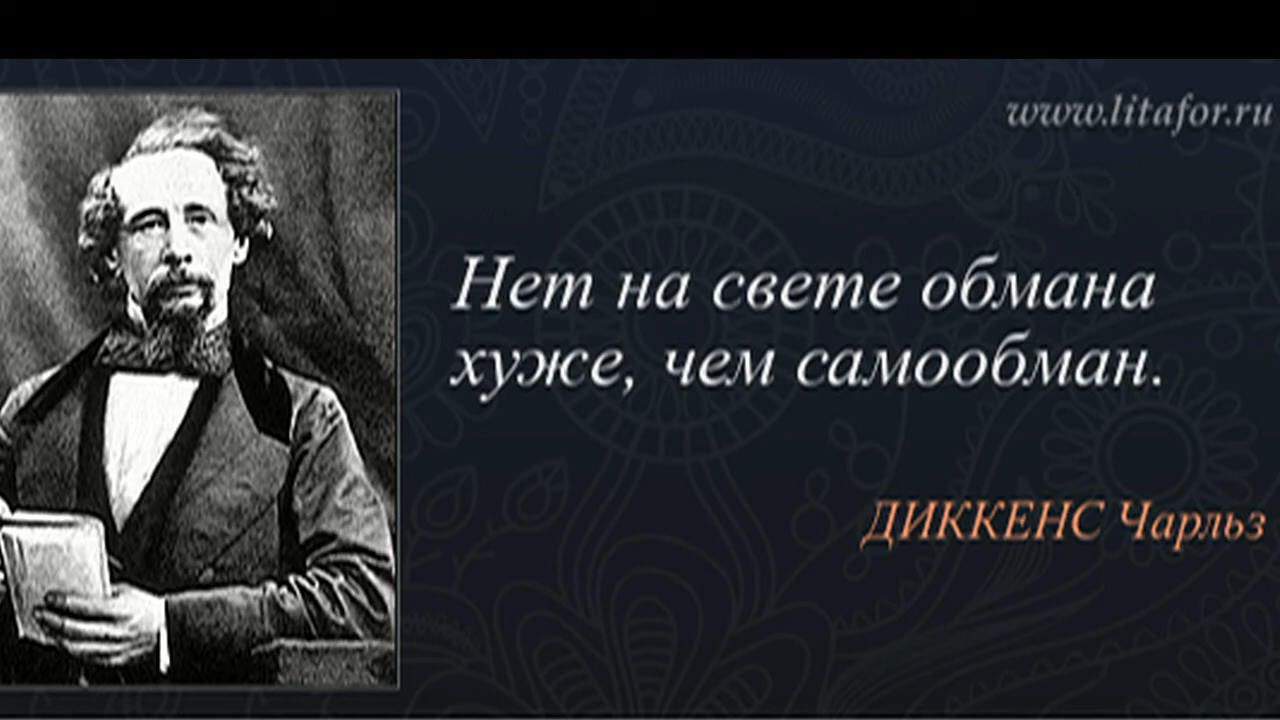 www.litafor.ru
Нет на свете обмана
хуже, чем самообман.
ДИККЕНС Чарльз